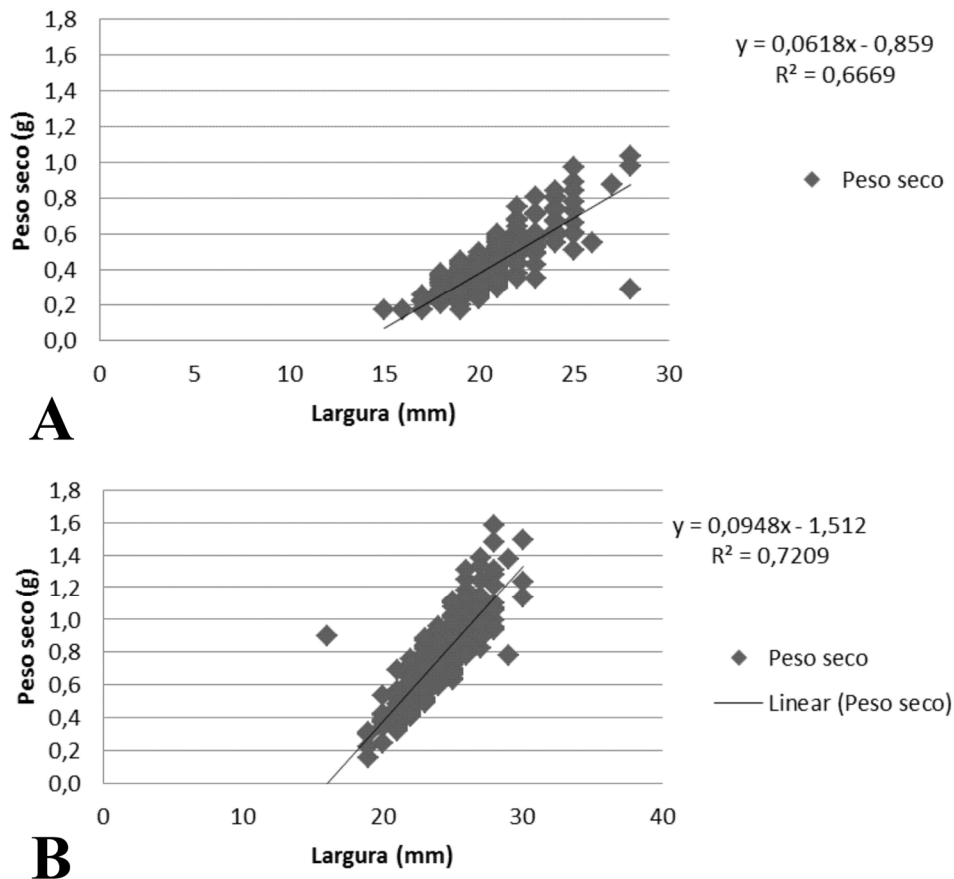 1,8
1,6
1,4
1,2
1,0
0,8
0,6
0,4
0,2
0,0
Peso seco (g)
0 5 10 15 20 25 30
Largura (mm)
y = 0,0618x - 0,859
R² = 0,6669
Peso seco
A
1,8
1,6
1,4
1,2
1,0
0,8
0,6
0,4
0,2
0,0
Peso seco (g)
0 10 20 30 40
Largura (mm)
y = 0,0948x - 1,512
R² = 0,7209
Peso seco
Linear (Peso seco)
B